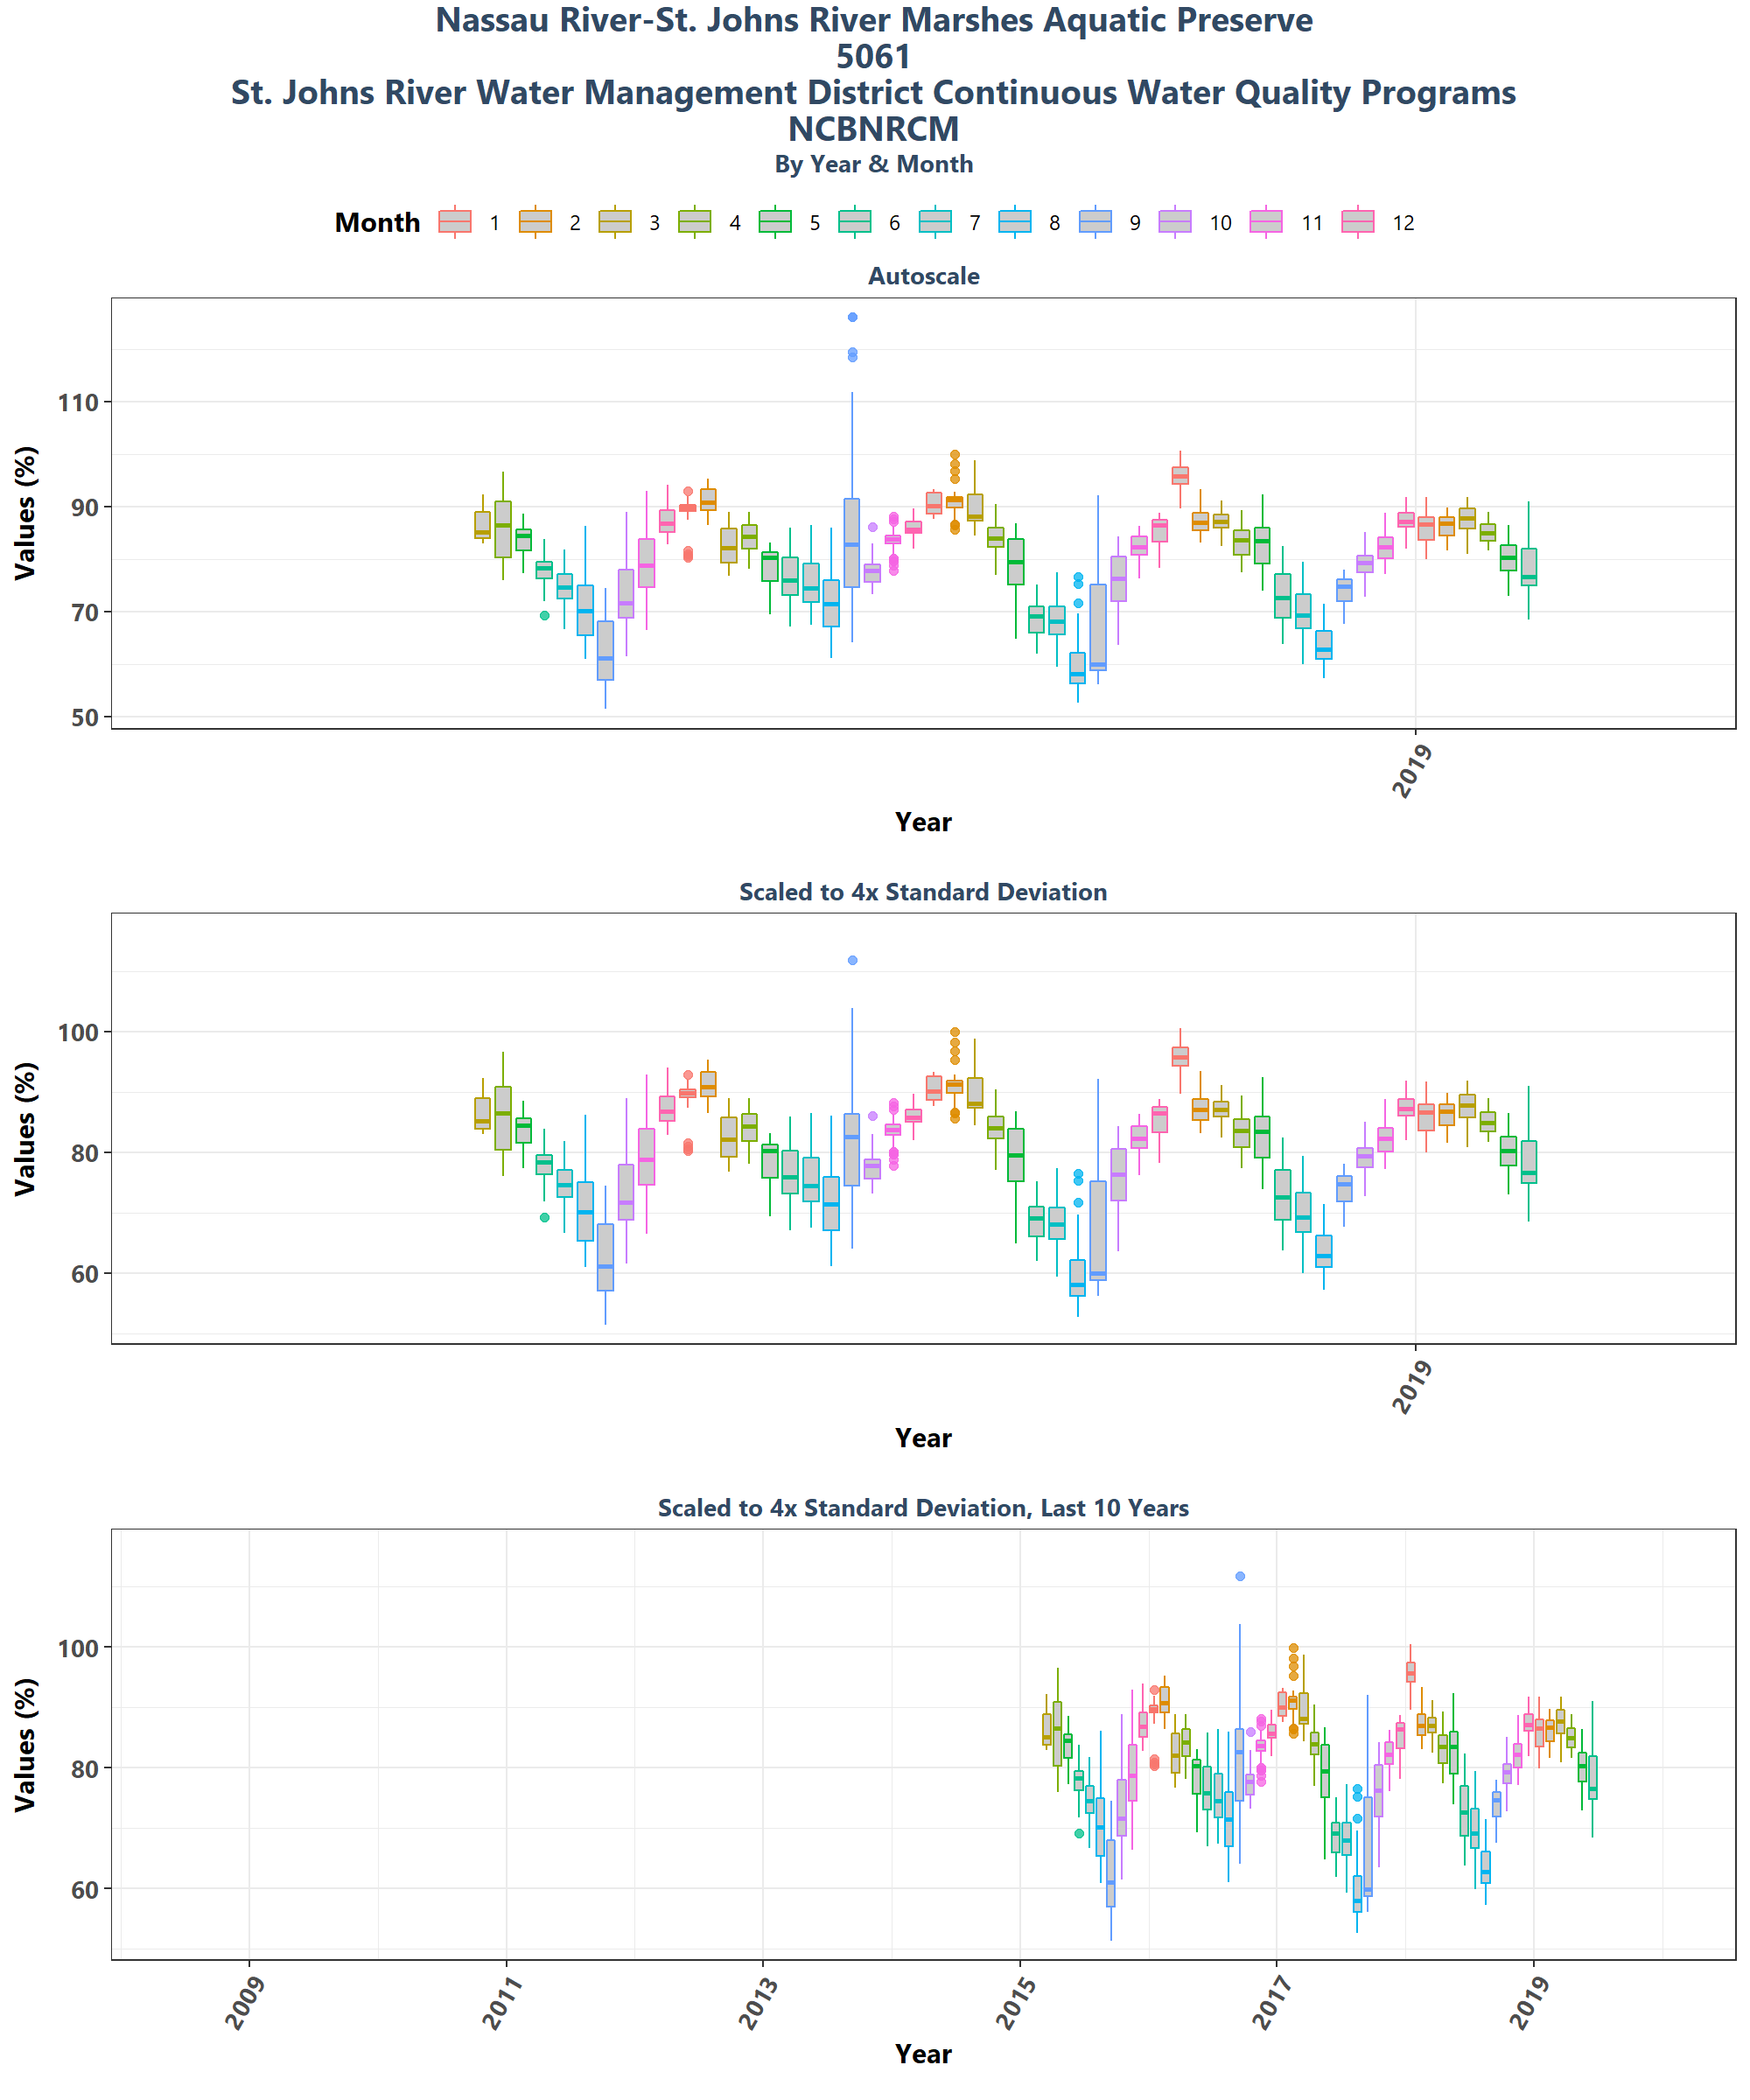 Nassau River-St. Johns River Marshes Aquatic Preserve
5061
St. Johns River Water Management District Continuous Water Quality Programs
NCBNRCM
By Year & Month
Month 1 2 3 4 5 6 7 8 9 10 11 12
Autoscale
Values (%)
110
90
70
50
2019
Year
Scaled to 4x Standard Deviation
Values (%)
100
80
60
2019
Year
Scaled to 4x Standard Deviation, Last 10 Years
Values (%)
100
80
60
2009 2011 2013 2015 2017 2019
Year